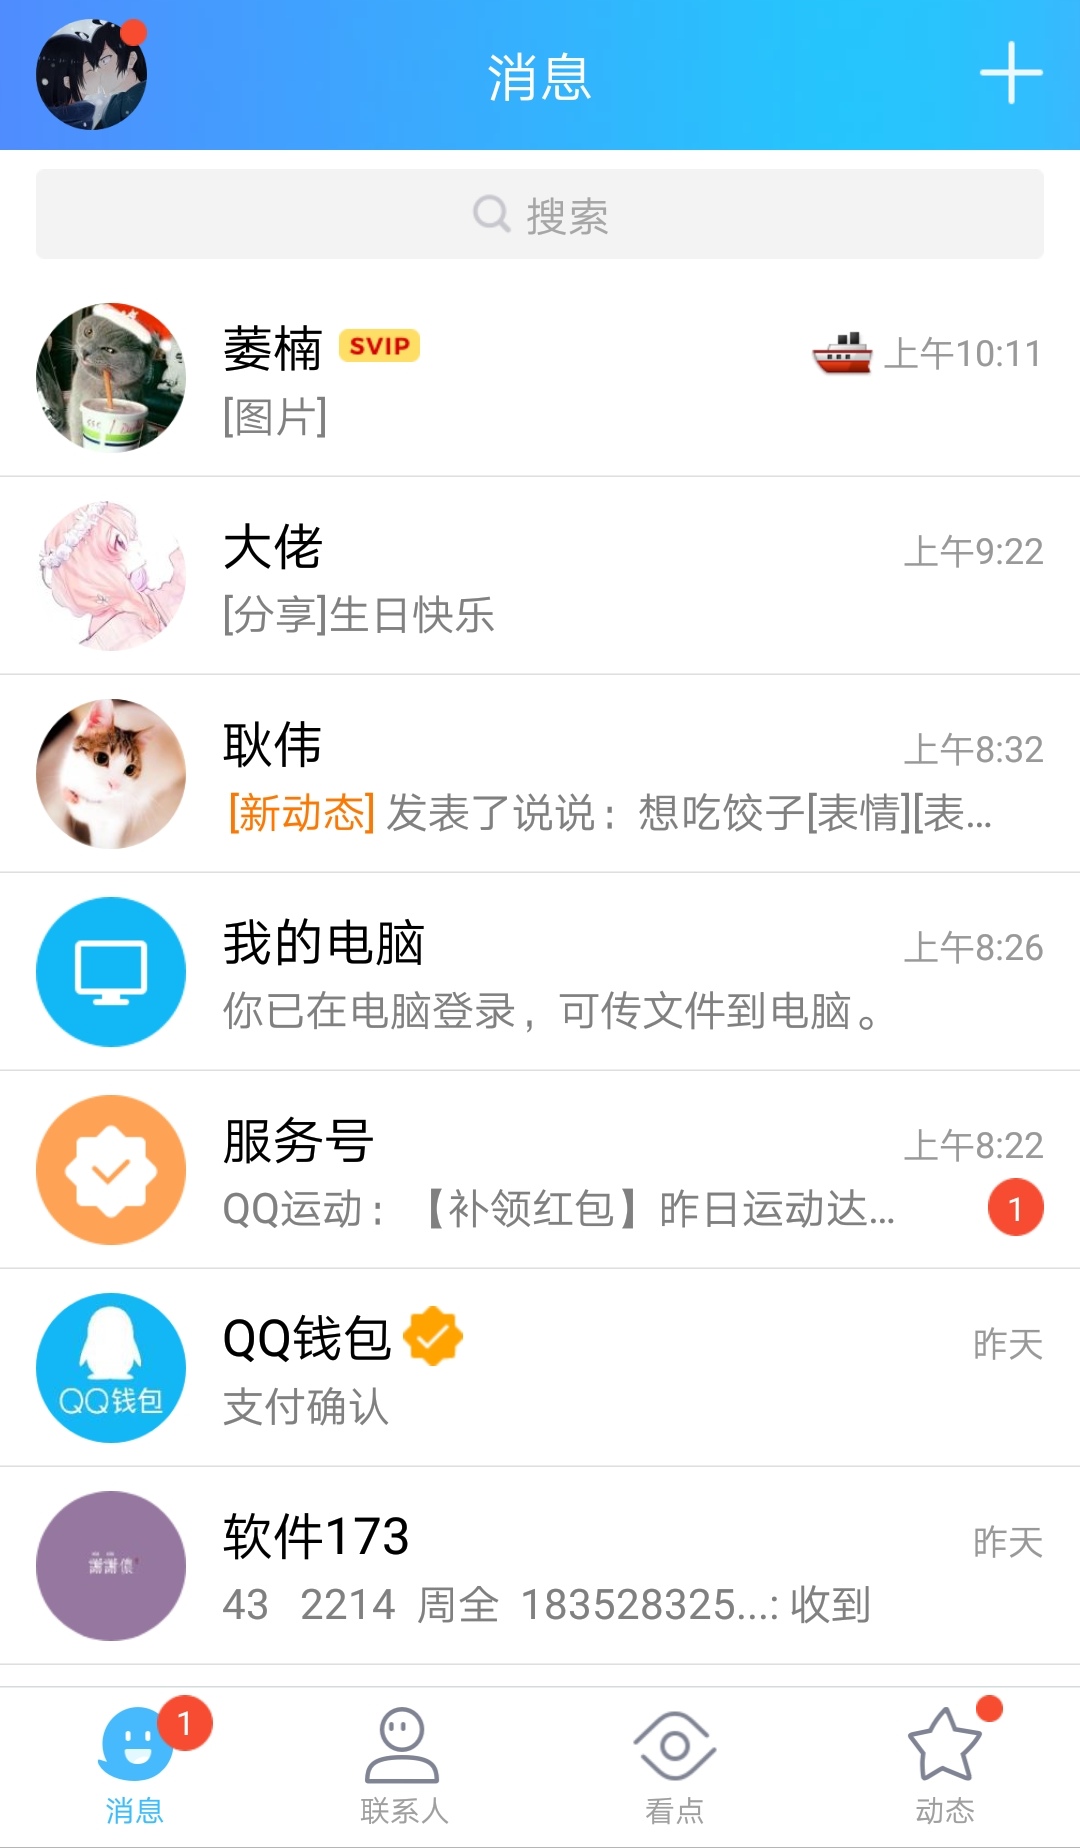 消息
搜索
蒌楠 SVIP 上午10:11
[图片]
大佬 上午9:22
[分享]生日快乐
耿伟 上午8:32
[新动态] 发表了说说：想吃饺子[表情][表...
我的电脑 上午8:26
你已在电脑登录，可传文件到电脑。
服务号 上午8:22
QQ运动：【补领红包】昨日运动达... 1
QQ钱包 昨天
QQ钱包
支付确认
软件173 昨天
43 2214 周全 183528325...: 收到
1
消息 联系人 看点 动态